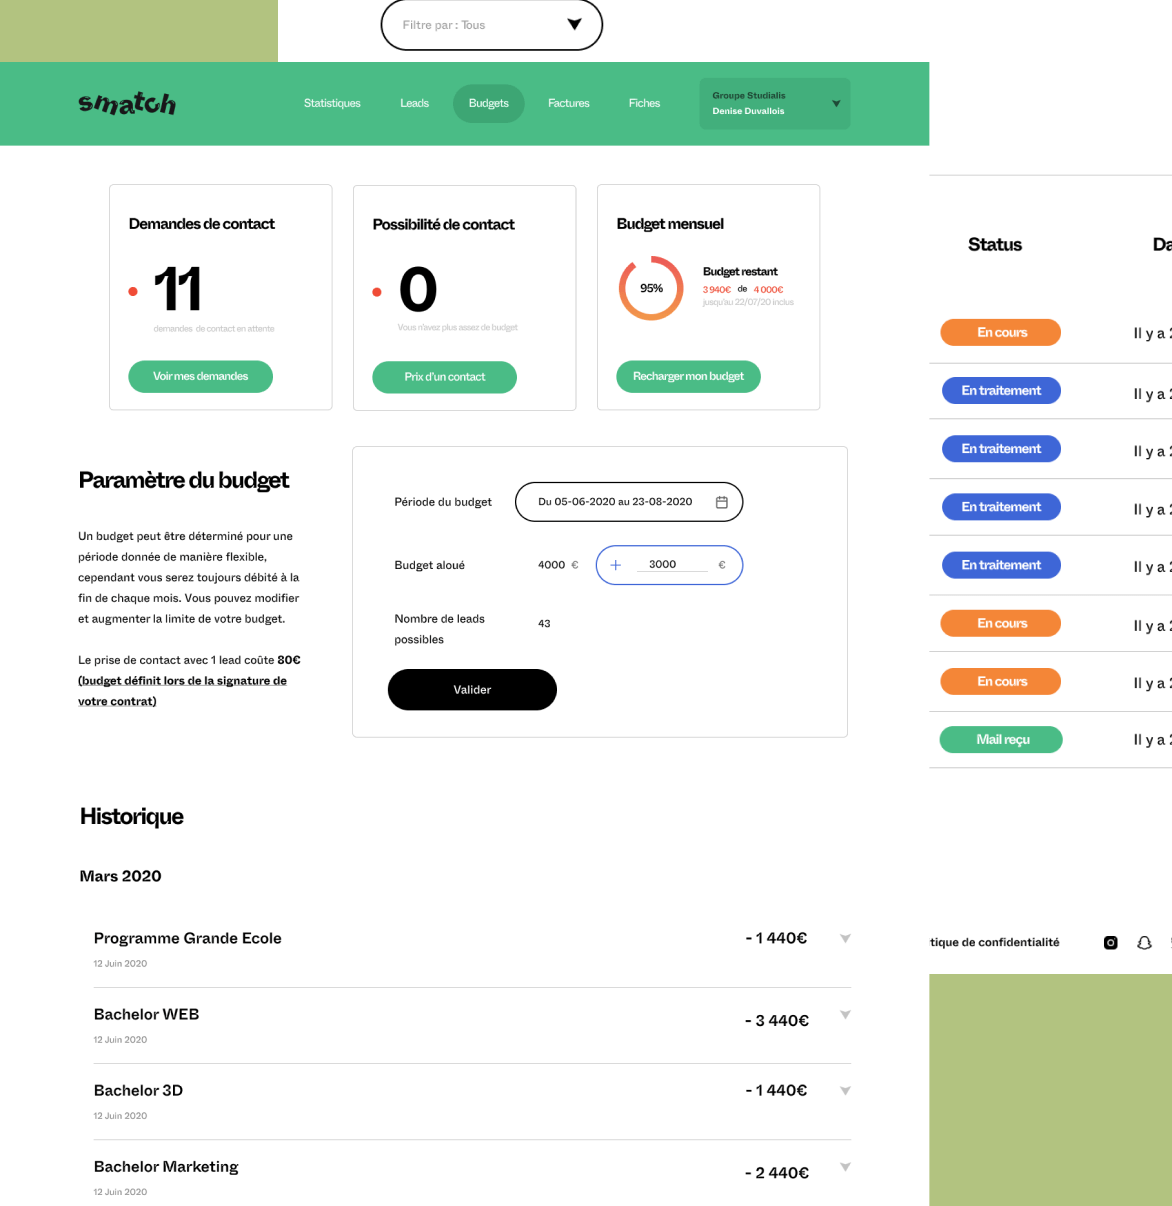 Filtre par : Tous
smatch
Statistiques
Leads
Budgets
Factures
Fiches
Groupe Studialis
Denise Duvallois
Demandes de contact
11
demandes de contact en attente
Voir mes demandes
Possibilité de contact
0
Vous n'avez plus assez de budget
Prix d'un contact
Budget mensuel
95%
Budget restant
3 940€ de 4 000€
jusqu'au 22/07/20 inclus
Recharger mon budget
Paramètre du budget
Un budget peut être déterminé pour une
période donnée de manière flexible,
cependant vous serez toujours débité à la
fin de chaque mois. Vous pouvez modifier
et augmenter la limite de votre budget.
Le prise de contact avec 1 lead coûte 80€
(budget définit lors de la signature de
votre contrat)
Période du budget
Du 05-06-2020 au 23-08-2020
Budget aloué
4000 €
+ 3000 €
Nombre de leads
possibles
43
Valider
Historique
Mars 2020
Programme Grande Ecole
- 1 440€
12 Juin 2020
Bachelor WEB
- 3 440€
12 Juin 2020
Bachelor 3D
- 1 440€
12 Juin 2020
Bachelor Marketing
- 2 440€
12 Juin 2020
Status
Da
En cours
Il y a 2
En traitement
Il y a 2
En traitement
Il y a 2
En traitement
Il y a 2
En traitement
Il y a 2
En cours
Il y a 2
En cours
Il y a 2
Mail reçu
Il y a 2
tique de confidentialité